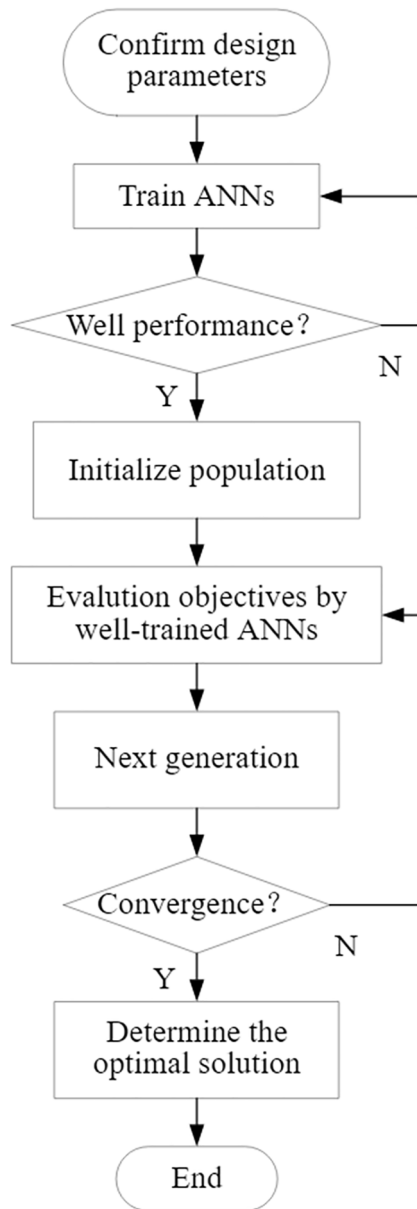 Confirm design
parameters
Train ANNs
Well performance?
N
Y
Initialize population
Evalution objectives by
well-trained ANNs
Next generation
Convergence?
N
Y
Determine the
optimal solution
End